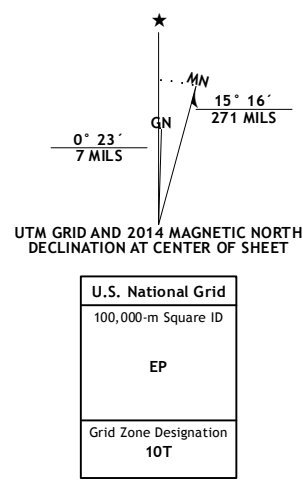 ★
MN
GN
15° 16´
271 MILS
0° 23´
7 MILS
UTM GRID AND 2014 MAGNETIC NORTH
DECLINATION AT CENTER OF SHEET
U.S. National Grid
100,000-m Square ID
EP
Grid Zone Designation
10T